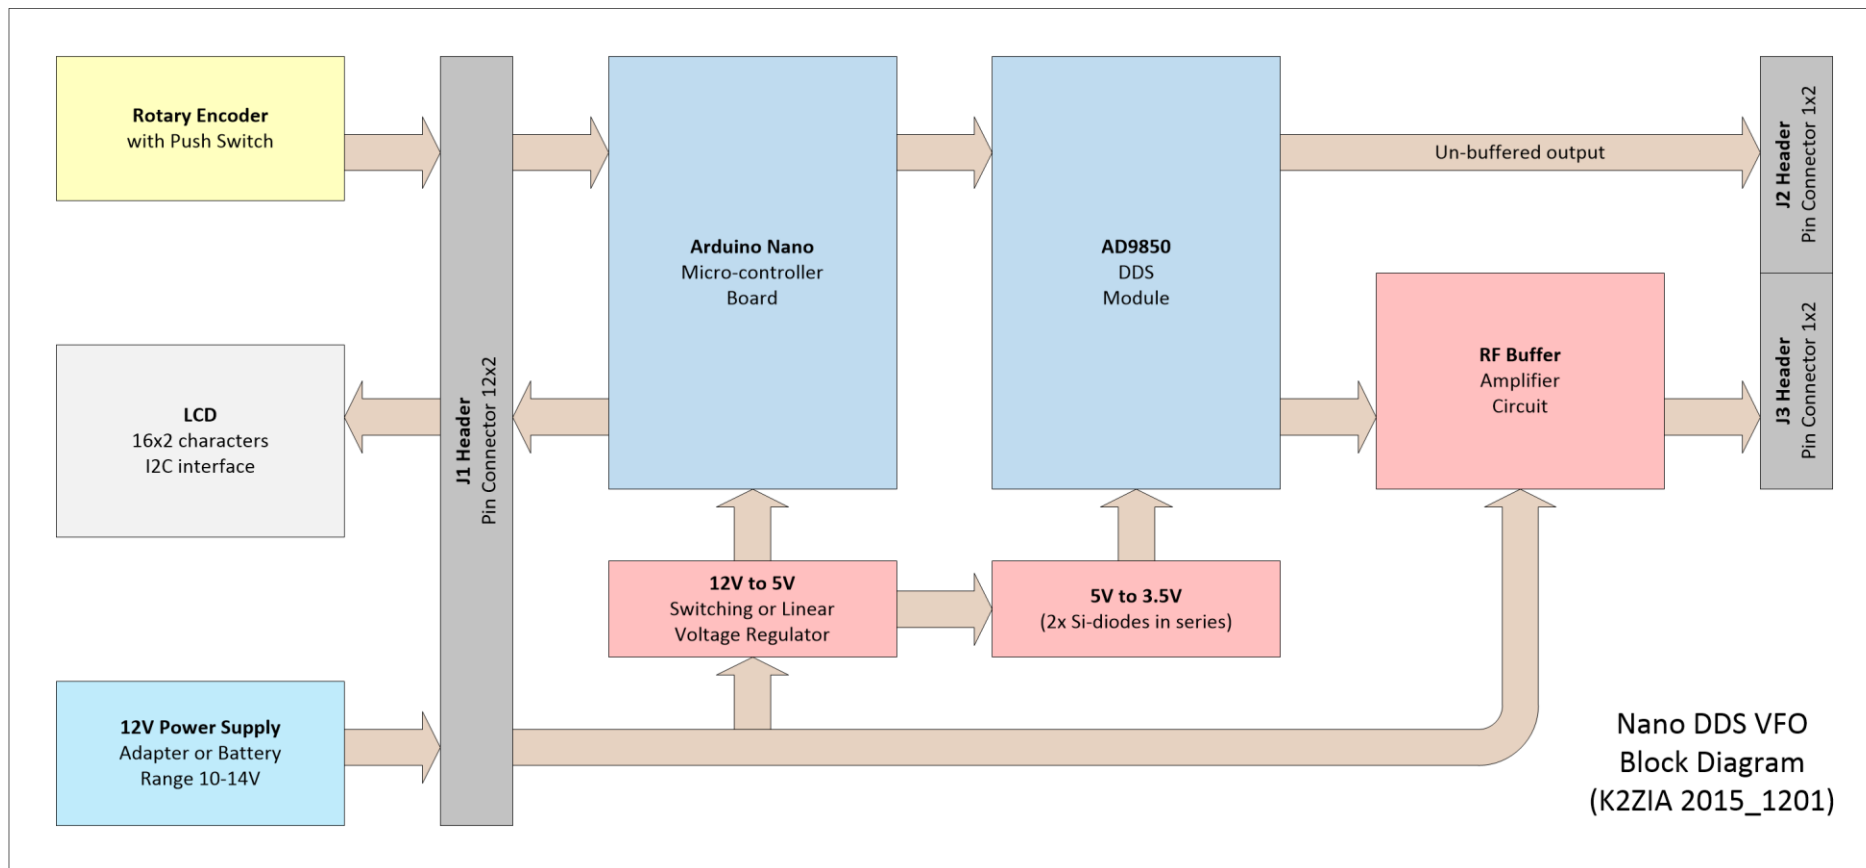 Rotary Encoder
with Push Switch
LCD
16x2 characters
I2C interface
12V Power Supply
Adapter or Battery
Range 10-14V
J1 Header
Pin Connector 12x2
Arduino Nano
Micro-controller
Board
12V to 5V
Switching or Linear
Voltage Regulator
AD9850
DDS
Module
5V to 3.5V
(2x Si-diodes in series)
Un-buffered output
RF Buffer
Amplifier
Circuit
J2 Header
Pin Connector 1x2
J3 Header
Pin Connector 1x2
Nano DDS VFO
Block Diagram
(K2ZIA 2015_1201)